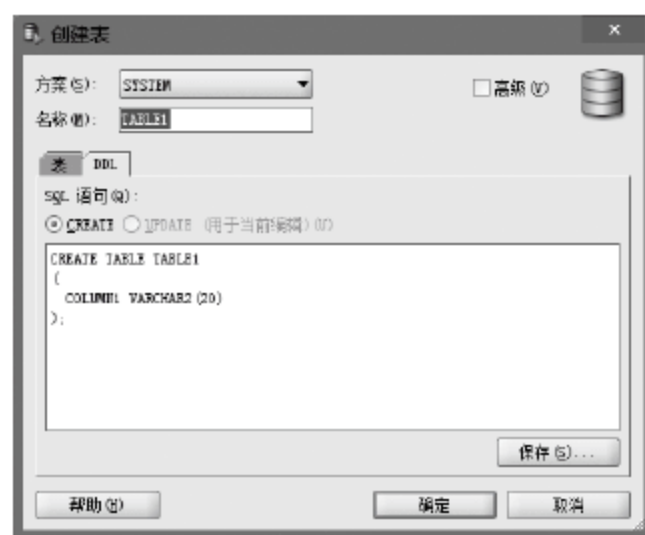 创建表
方案(S): SYSTEM
高级(V)
名称(N): TABLE1
表 DDL
SQL 语句(Q):
CREATE UPDATE (用于当前编辑)(U)
CREATE TABLE TABLE1
(
COLUMN1 VARCHAR2(20)
);
保存(S)...
帮助(H) 确定 取消